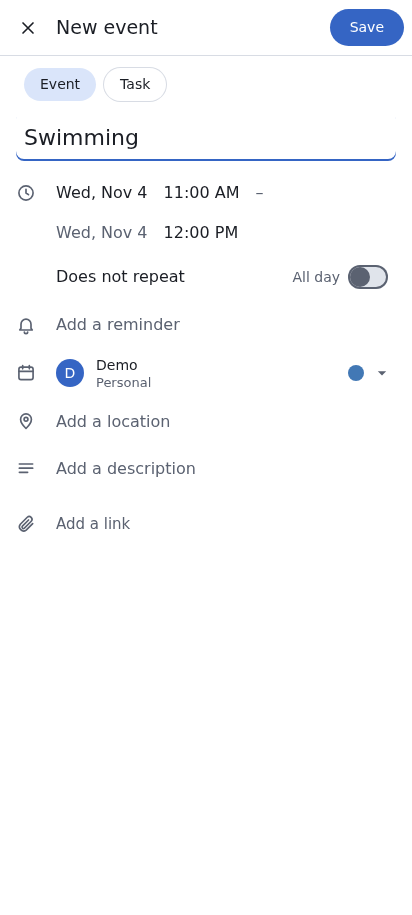 New event
Save
Event
Task
Swimming
Wed, Nov 4 11:00 AM –
Wed, Nov 4 12:00 PM
Does not repeat
All day
Add a reminder
D
Demo
Personal
Add a location
Add a description
Add a link